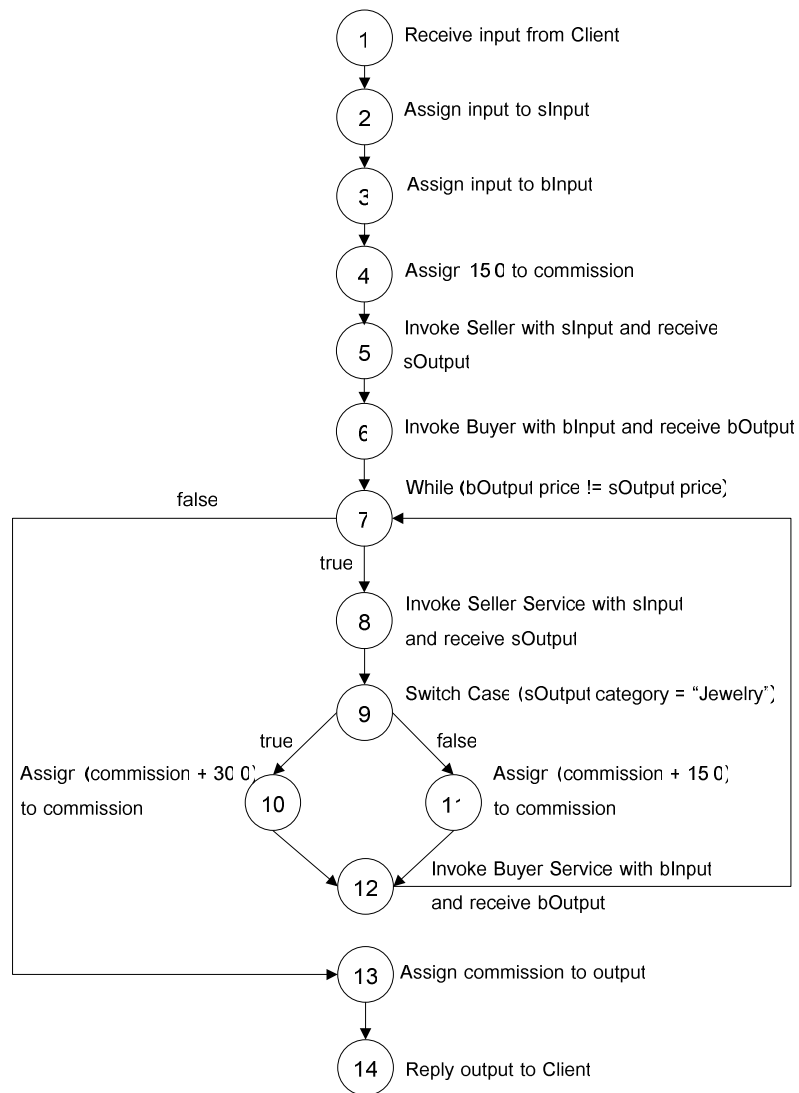 1
Receive input from Client
2
Assign input to sInput
3
Assign input to bInput
4
Assign 15.0 to commission
5
Invoke Seller with sInput and receive
sOutput
6
Invoke Buyer with bInput and receive bOutput
While (bOutput.price != sOutput.price)
false
7
true
8
Invoke Seller Service with sInput
and receive sOutput
Switch Case (sOutput.category = “Jewelry”)
9
true
false
Assign (commission + 30.0)
to commission
10
11
Assign (commission + 15.0)
to commission
12
Invoke Buyer Service with bInput
and receive bOutput
13
Assign commission to output
14
Reply output to Client